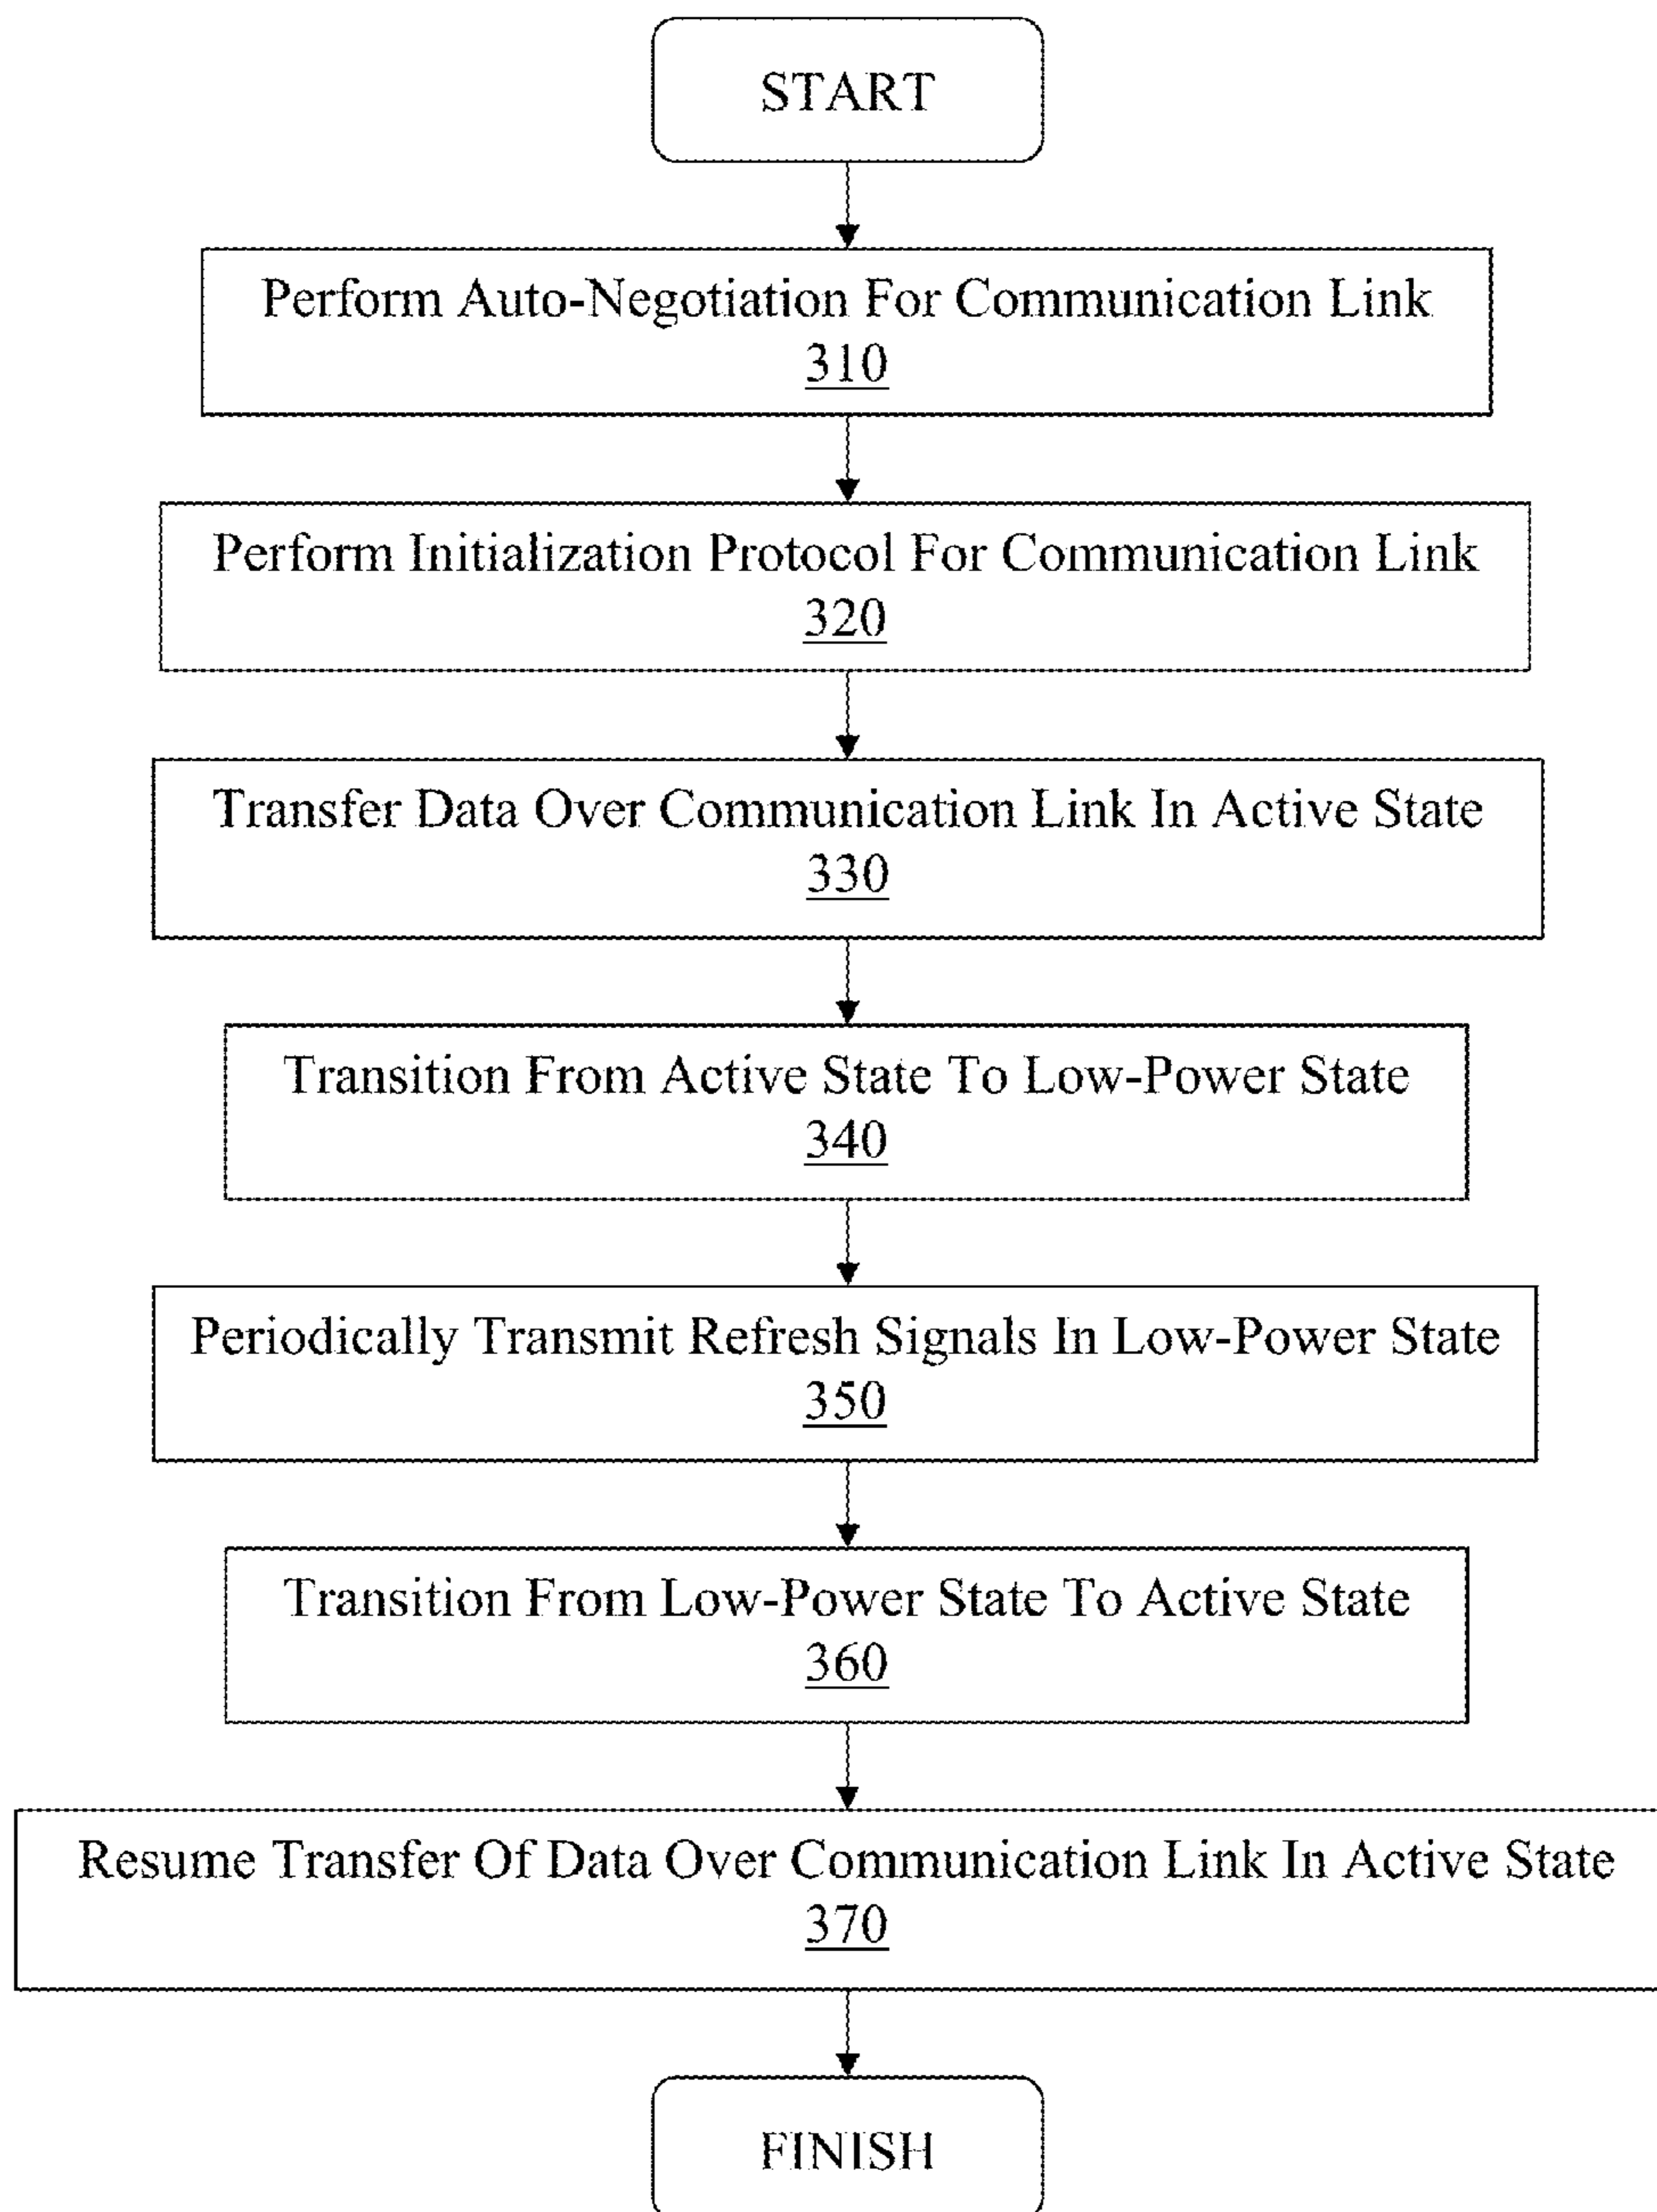 START
Perform Auto-Negotiation For Communication Link
310
Perform Initialization Protocol For Communication Link
320
Transfer Data Over Communication Link In Active State
330
Transition From Active State To Low-Power State
340
Periodically Transmit Refresh Signals In Low-Power State
350
Transition From Low-Power State To Active State
360
Resume Transfer Of Data Over Communication Link In Active State
370
FINISH